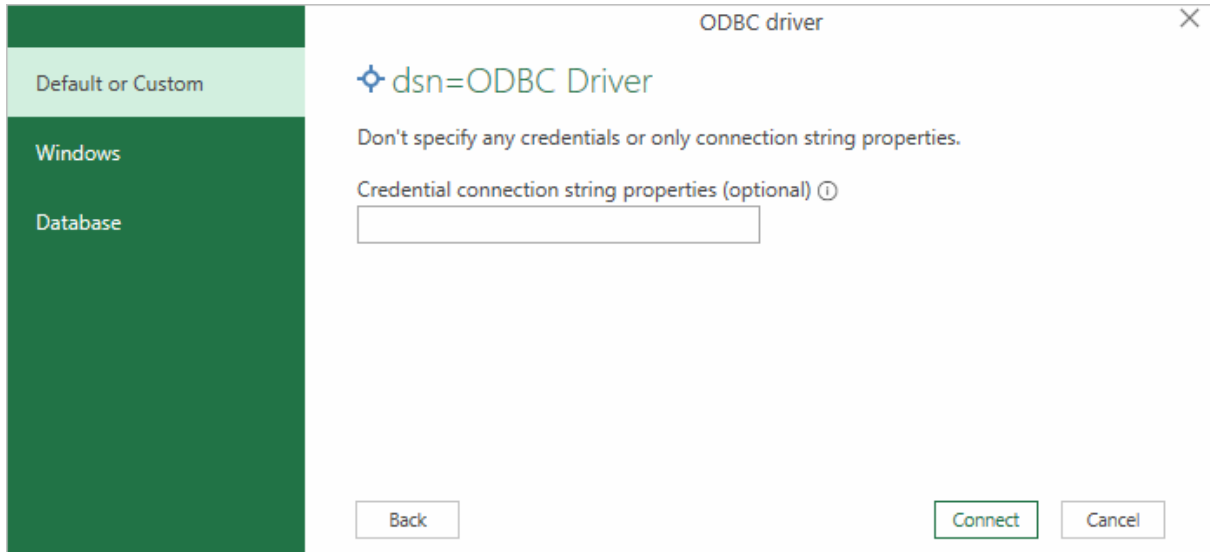 ODBC driver
Default or Custom
Windows
Database
dsn=ODBC Driver
Don't specify any credentials or only connection string properties.
Credential connection string properties (optional)
Back
Connect
Cancel